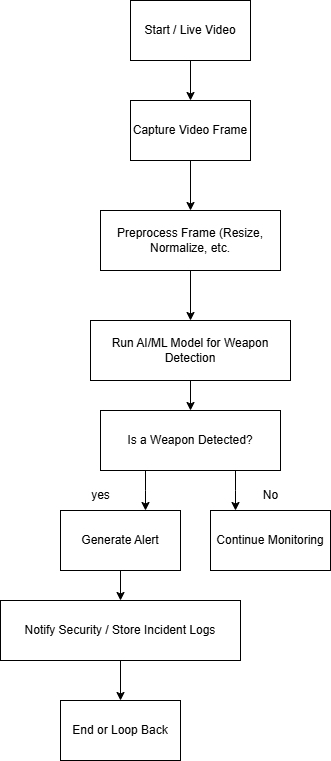 Start / Live Video
Capture Video Frame
Preprocess Frame (Resize,
Normalize, etc.
Run AI/ML Model for Weapon
Detection
Is a Weapon Detected?
yes
No
Generate Alert
Continue Monitoring
Notify Security / Store Incident Logs
End or Loop Back